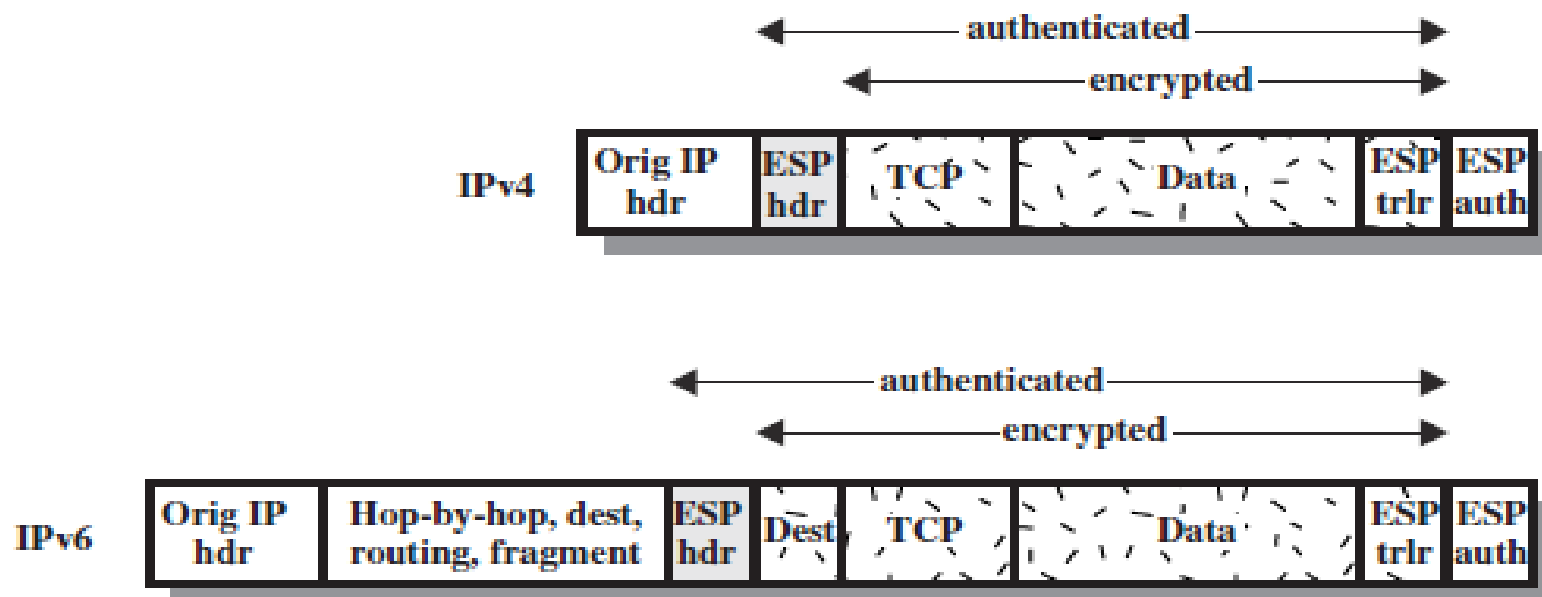 authenticated
encrypted
IPv4
Orig IP
hdr
ESP
hdr
TCP
Data
ESP
trlr
ESP
auth
authenticated
encrypted
IPv6
Orig IP
hdr
Hop-by-hop, dest,
routing, fragment
ESP
hdr
Dest
TCP
Data
ESP
trlr
ESP
auth